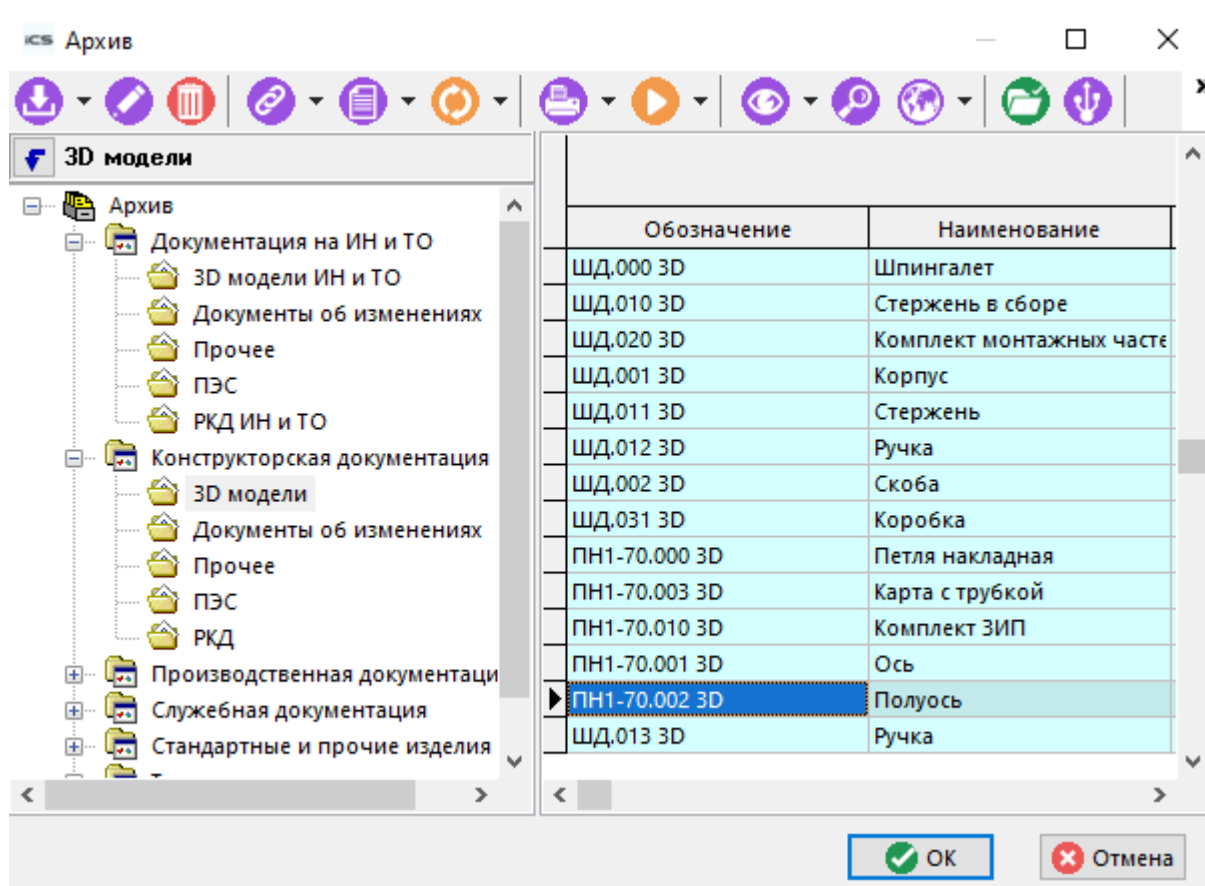 iCS Архив
3D модели
Архив
Документация на ИН и ТО
3D модели ИН и ТО
Документы об изменениях
Прочее
ПЭС
РКД ИН и ТО
Конструкторская документация
3D модели
Документы об изменениях
Прочее
ПЭС
РКД
Производственная документаци
Служебная документация
Стандартные и прочие изделия
Обозначение Наименование
ШД.000 3D Шпингалет
ШД.010 3D Стержень в сборе
ШД.020 3D Комплект монтажных часте
ШД.001 3D Корпус
ШД.011 3D Стержень
ШД.012 3D Ручка
ШД.002 3D Скоба
ШД.031 3D Коробка
ПН1-70.000 3D Петля накладная
ПН1-70.003 3D Карта с трубкой
ПН1-70.010 3D Комплект ЗИП
ПН1-70.001 3D Ось
ПН1-70.002 3D Полуось
ШД.013 3D Ручка
ОК Отмена